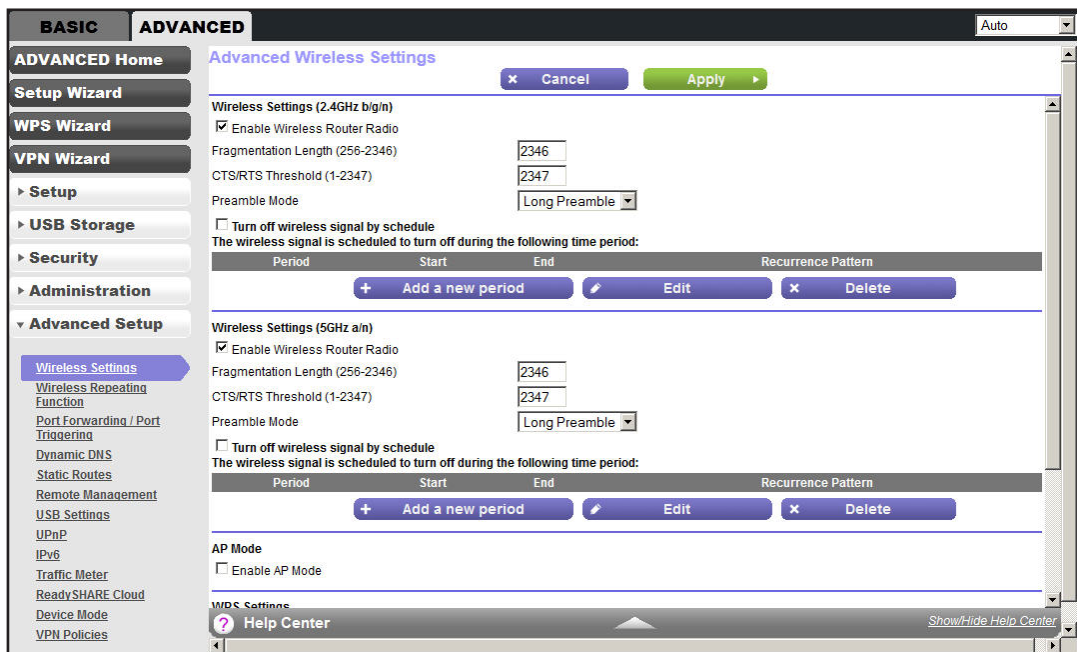 BASIC
ADVANCED
Auto
ADVANCED Home
Setup Wizard
WPS Wizard
VPN Wizard
Setup
USB Storage
Security
Administration
Advanced Setup
Wireless Settings
Wireless Repeating
Function
Port Forwarding / Port
Triggering
Dynamic DNS
Static Routes
Remote Management
USB Settings
UPnP
IPv6
Traffic Meter
ReadySHARE Cloud
Device Mode
VPN Policies
Advanced Wireless Settings
Cancel
Apply
Wireless Settings (2.4GHz b/g/n)
Enable Wireless Router Radio
Fragmentation Length (256-2346) 2346
CTS/RTS Threshold (1-2347) 2347
Preamble Mode Long Preamble
Turn off wireless signal by schedule
The wireless signal is scheduled to turn off during the following time period:
Period Start End Recurrence Pattern
Add a new period Edit Delete
Wireless Settings (5GHz a/n)
Enable Wireless Router Radio
Fragmentation Length (256-2346) 2346
CTS/RTS Threshold (1-2347) 2347
Preamble Mode Long Preamble
Turn off wireless signal by schedule
The wireless signal is scheduled to turn off during the following time period:
Period Start End Recurrence Pattern
Add a new period Edit Delete
AP Mode
Enable AP Mode
WPS Settings
? Help Center Show/Hide Help Center